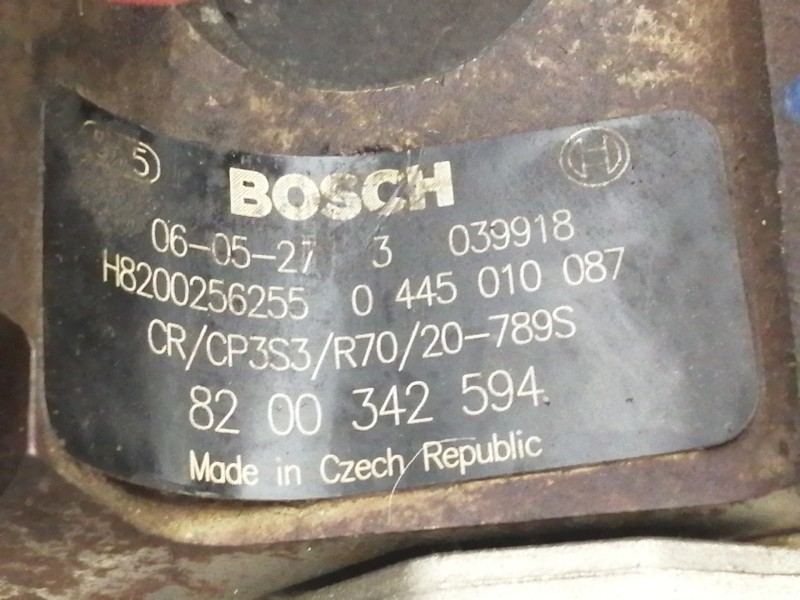 5
BOSCH
06-05-27 3 039918
H8200256255 0 445 010 087
CR/CP3S3/R70/20-789S
82 00 342 594
Made in Czech Republic